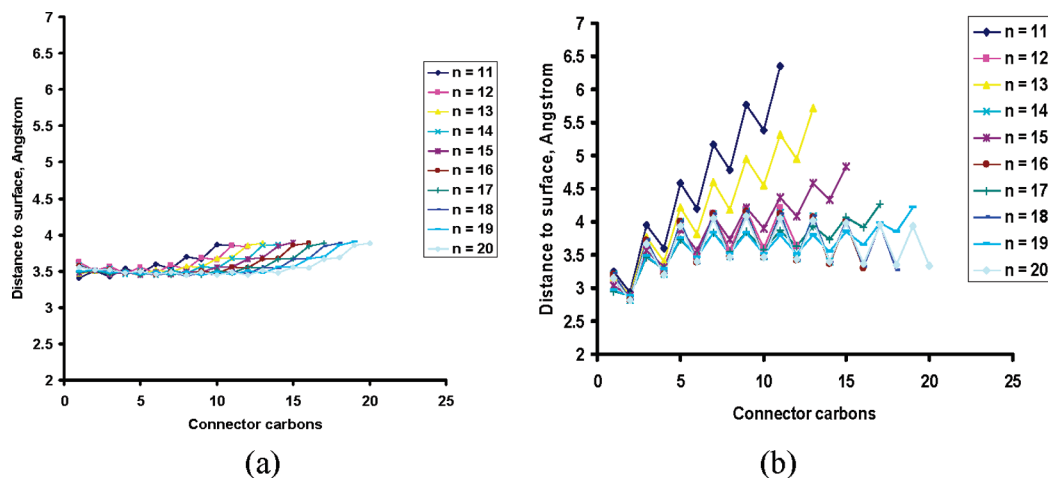 7
6.5
6
5.5
5
4.5
4
3.5
3
2.5
2
0 5 10 15 20 25
Distance to surface, Angstrom
Connector carbons
n = 11
n = 12
n = 13
n = 14
n = 15
n = 16
n = 17
n = 18
n = 19
n = 20
(a)
7
6.5
6
5.5
5
4.5
4
3.5
3
2.5
2
0 5 10 15 20 25
Distance to surface, Angstrom
Connector carbons
n = 11
n = 12
n = 13
n = 14
n = 15
n = 16
n = 17
n = 18
n = 19
n = 20
(b)